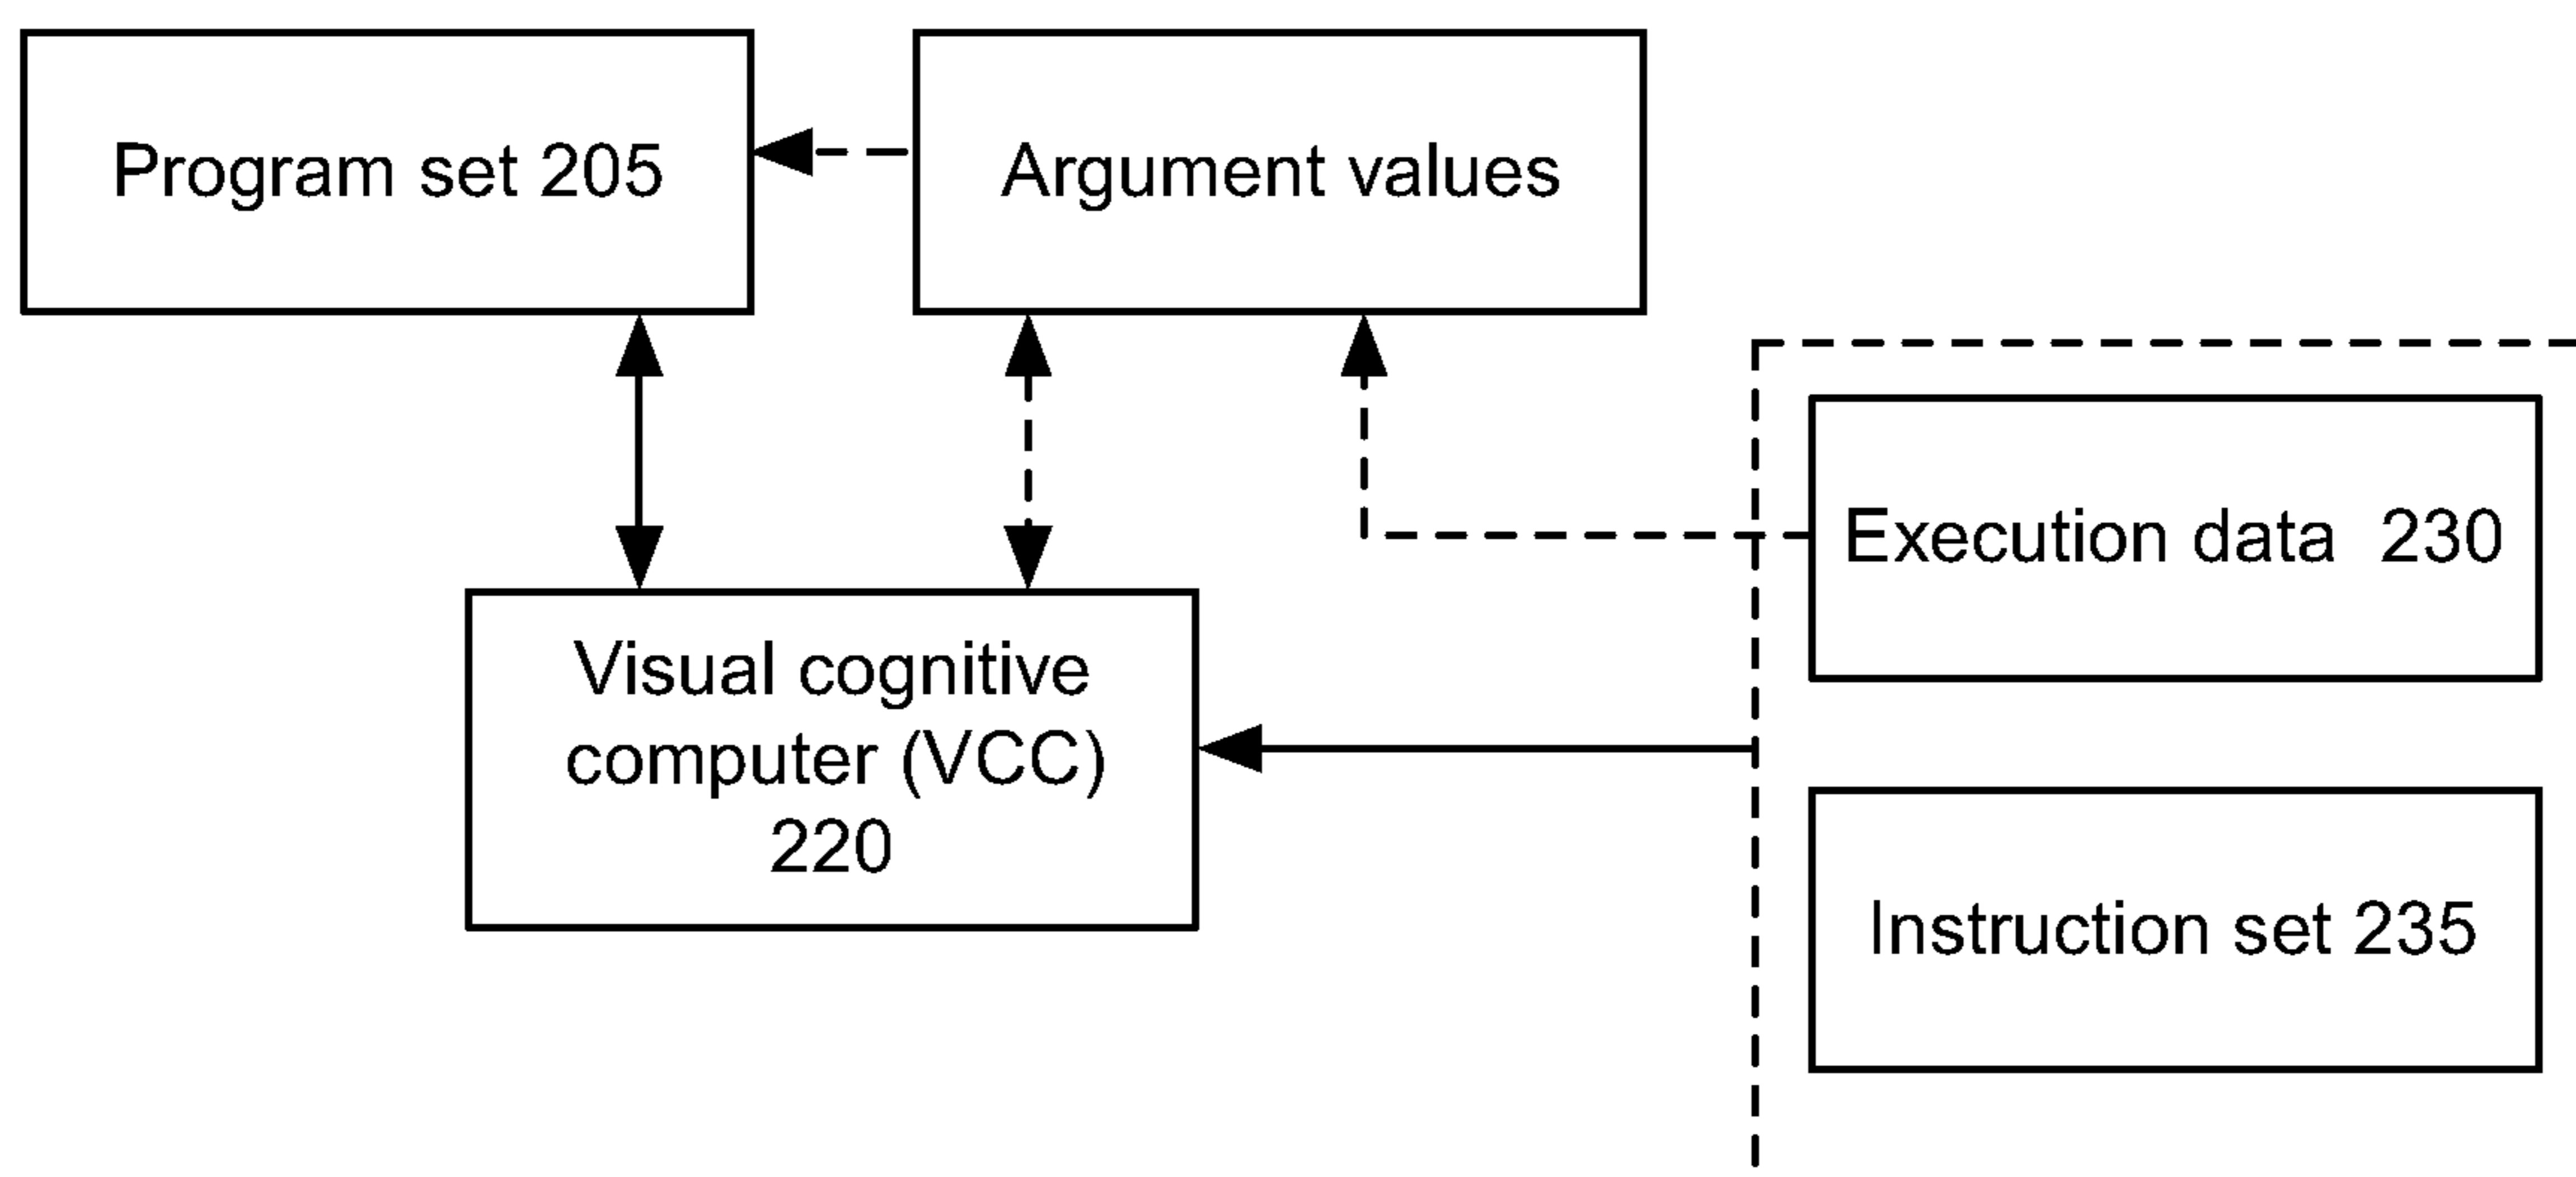 Program set 205
Argument values
Execution data 230
Visual cognitive
computer (VCC)
220
Instruction set 235